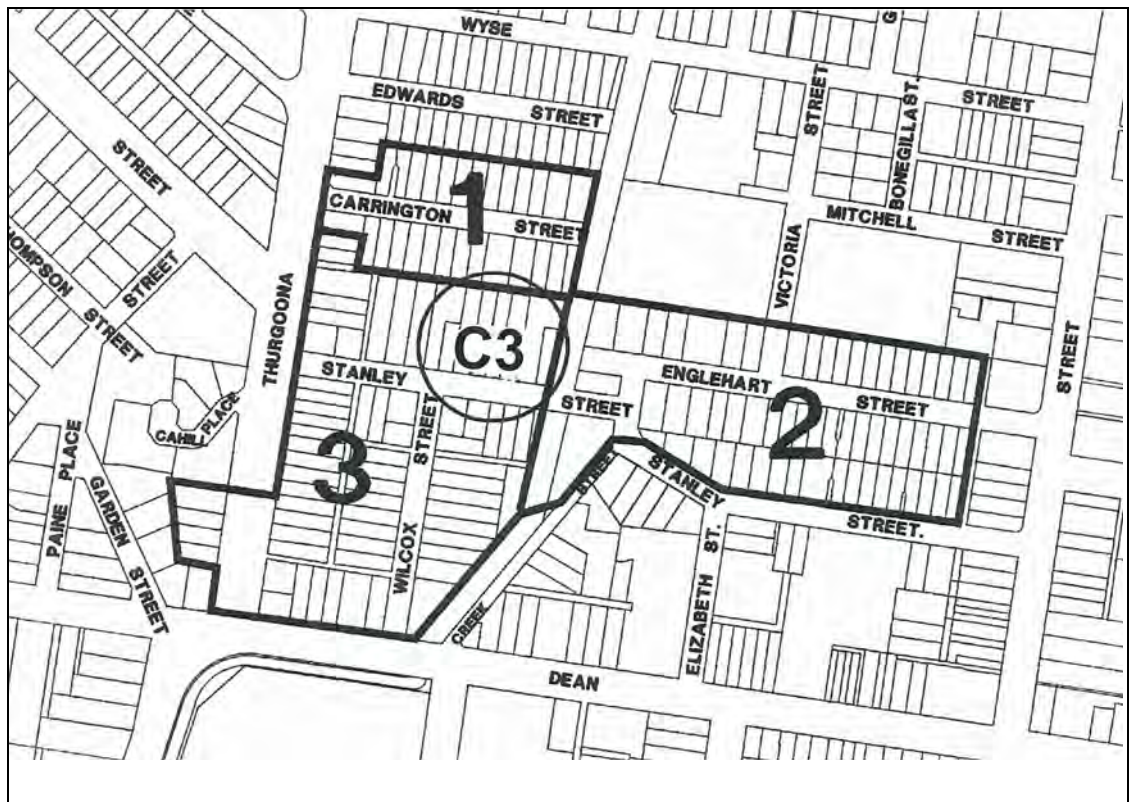 WYSE
G
EDWARDS STREET
STREET
STREET
STREET
BONEGILLA ST.
1
CARRINGTON STREET
MITCHELL STREET
HOMPSON STREET
STREET
VICTORIA
THURGOONA
C3
STANLEY STREET
ENGLEHART STREET
STREET
2
CAHILL PLACE
3
STREET
STREET
STANLEY STREET.
PAINE PLACE
GARDEN STREET
WILCOX
ELIZABETH ST.
CREEK
DEAN